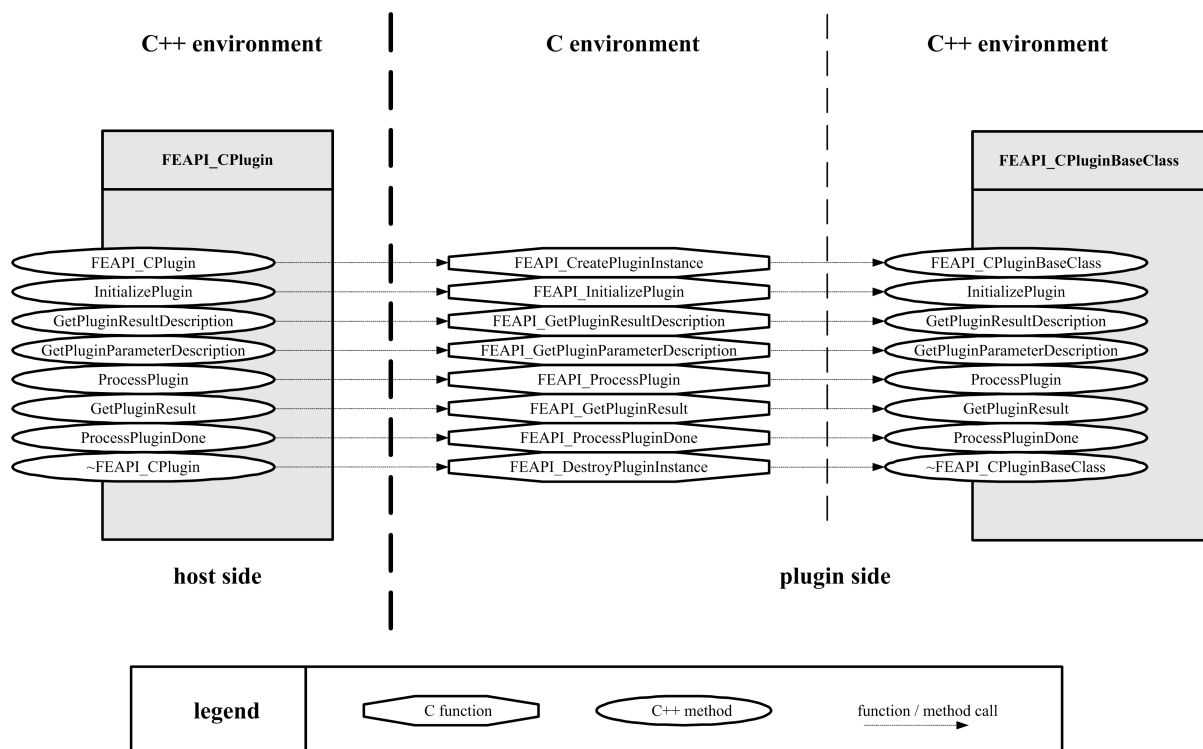 C++ environment
C environment
C++ environment
FEAPI_CPlugin
FEAPI_CPluginBaseClass
FEAPI_CPlugin
FEAPI_CreatePluginInstance
FEAPI_CPluginBaseClass
InitializePlugin
FEAPI_InitializePlugin
InitializePlugin
GetPluginResultDescription
FEAPI_GetPluginResultDescription
GetPluginResultDescription
GetPluginParameterDescription
FEAPI_GetPluginParameterDescription
GetPluginParameterDescription
ProcessPlugin
FEAPI_ProcessPlugin
ProcessPlugin
GetPluginResult
FEAPI_GetPluginResult
GetPluginResult
ProcessPluginDone
FEAPI_ProcessPluginDone
ProcessPluginDone
~FEAPI_CPlugin
FEAPI_DestroyPluginInstance
~FEAPI_CPluginBaseClass
host side
plugin side
legend
C function
C++ method
function / method call